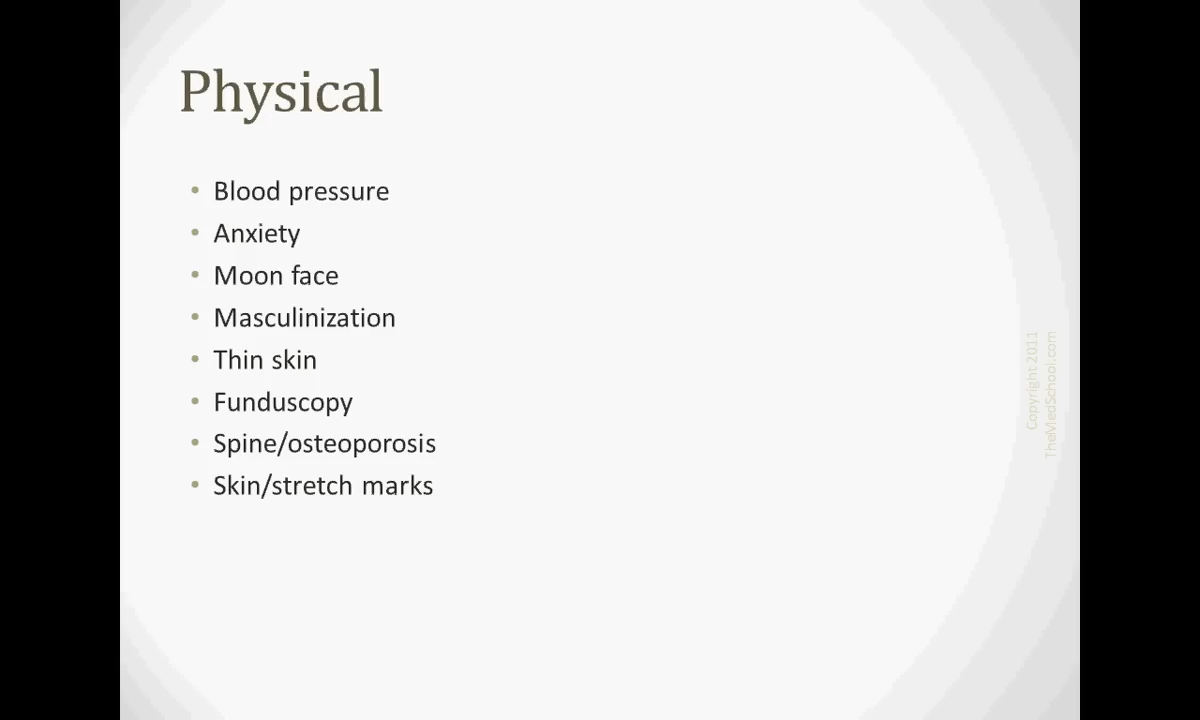 Physical
• Blood pressure
• Anxiety
• Moon face
• Masculinization
• Thin skin
• Funduscopy
• Spine/osteoporosis
• Skin/stretch marks
Copyright 2011
TheMedSchool.com